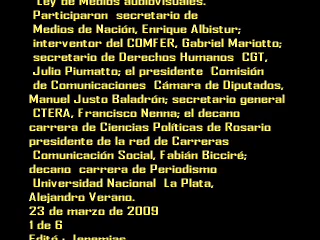 Ley de Medios audiovisuales.
Participaron secretario de
Medios de Nación, Enrique Albistur;
interventor del COMFER, Gabriel Mariotto;
secretario de Derechos Humanos CGT,
Julio Piumatto; el presidente Comisión
de Comunicaciones Cámara de Diputados,
Manuel Justo Baladrón; secretario general
CTERA, Francisco Nenna; el decano
carrera de Ciencias Políticas de Rosario
presidente de la red de Carreras
Comunicación Social, Fabián Bicciré;
decano carrera de Periodismo
Universidad Nacional La Plata,
Alejandro Verano.
23 de marzo de 2009
1 de 6
Editó: Jeremias